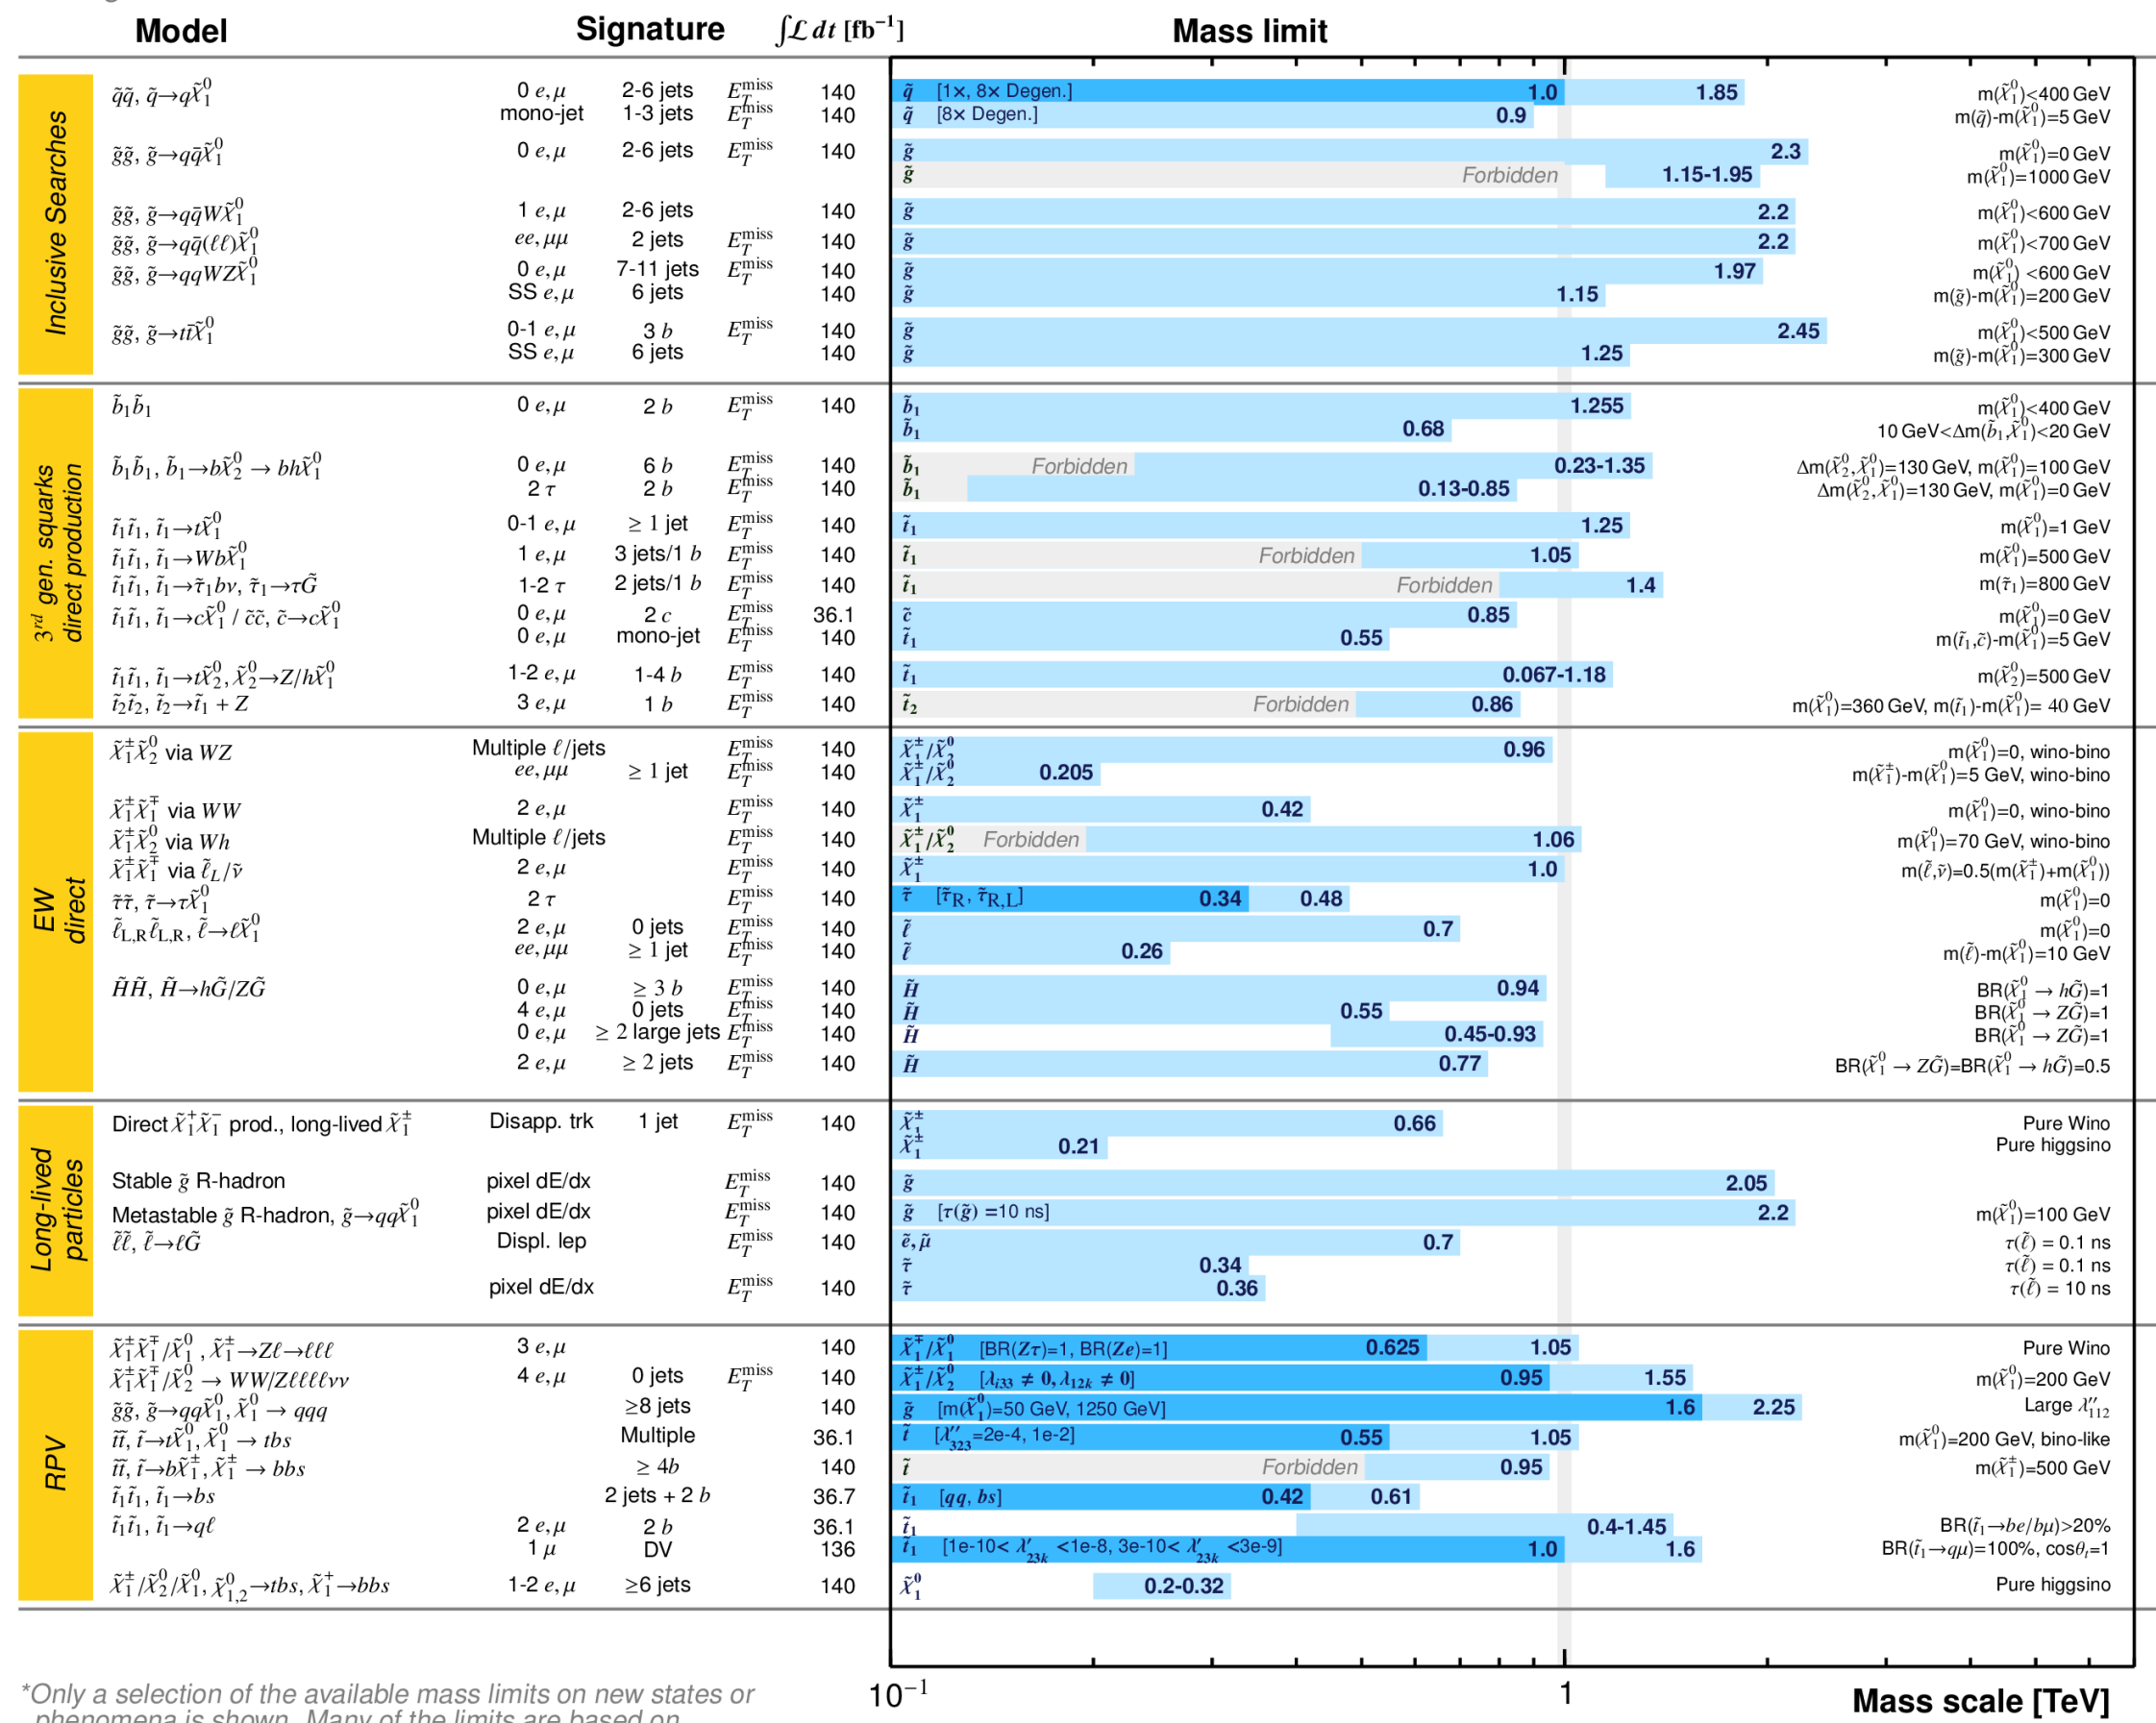 Model Signature ∫ℒ dt [fb⁻¹] Mass limit
Inclusive Searches
q̃q̃, q̃→qχ̃⁰₁ 0 e, μ 2-6 jets E_T^miss 140 q̃ [1×, 8× Degen.] 1.0 1.85 m(χ̃⁰₁)<400 GeV
mono-jet 1-3 jets E_T^miss 140 q̃ [8× Degen.] 0.9 m(q̃)-m(χ̃⁰₁)=5 GeV
g̃g̃, g̃→qq̄χ̃⁰₁ 0 e, μ 2-6 jets E_T^miss 140 g̃ 2.3 m(χ̃⁰₁)=0 GeV
g̃ Forbidden 1.15-1.95 m(χ̃⁰₁)=1000 GeV
g̃g̃, g̃→qq̄Wχ̃⁰₁ 1 e, μ 2-6 jets 140 g̃ 2.2 m(χ̃⁰₁)<600 GeV
g̃g̃, g̃→qq̄(ℓℓ)χ̃⁰₁ ee, μμ 2 jets E_T^miss 140 g̃ 2.2 m(χ̃⁰₁)<700 GeV
g̃g̃, g̃→qqWZχ̃⁰₁ 0 e, μ 7-11 jets E_T^miss 140 g̃ 1.97 m(χ̃⁰₁) <600 GeV
SS e, μ 6 jets 140 g̃ 1.15 m(g̃)-m(χ̃⁰₁)=200 GeV
g̃g̃, g̃→tt̄χ̃⁰₁ 0-1 e, μ 3 b E_T^miss 140 g̃ 2.45 m(χ̃⁰₁)<500 GeV
SS e, μ 6 jets 140 g̃ 1.25 m(g̃)-m(χ̃⁰₁)=300 GeV
3rd gen. squarks
direct production
b̃₁b̃₁ 0 e, μ 2 b E_T^miss 140 b̃₁ 1.255 m(χ̃⁰₁)<400 GeV
b̃₁ 0.68 10 GeV<Δm(b̃₁,χ̃⁰₁)<20 GeV
b̃₁b̃₁, b̃₁→bχ̃⁰₂ → bhχ̃⁰₁ 0 e, μ 6 b E_T^miss 140 b̃₁ Forbidden 0.23-1.35 Δm(χ̃⁰₂,χ̃⁰₁)=130 GeV, m(χ̃⁰₁)=100 GeV
2 τ 2 b E_T^miss 140 b̃₁ 0.13-0.85 Δm(χ̃⁰₂,χ̃⁰₁)=130 GeV, m(χ̃⁰₁)=0 GeV
t̃₁t̃₁, t̃₁→tχ̃⁰₁ 0-1 e, μ ≥ 1 jet E_T^miss 140 t̃₁ 1.25 m(χ̃⁰₁)=1 GeV
t̃₁t̃₁, t̃₁→Wbχ̃⁰₁ 1 e, μ 3 jets/1 b E_T^miss 140 t̃₁ Forbidden 1.05 m(χ̃⁰₁)=500 GeV
t̃₁t̃₁, t̃₁→τ̃₁bν, τ̃₁→τG̃ 1-2 τ 2 jets/1 b E_T^miss 140 t̃₁ Forbidden 1.4 m(τ̃₁)=800 GeV
t̃₁t̃₁, t̃₁→cχ̃⁰₁ / c̃c̃, c̃→cχ̃⁰₁ 0 e, μ 2 c E_T^miss 36.1 c̃ 0.85 m(χ̃⁰₁)=0 GeV
0 e, μ mono-jet E_T^miss 140 t̃₁ 0.55 m(t̃₁,c̃)-m(χ̃⁰₁)=5 GeV
t̃₁t̃₁, t̃₁→tχ̃⁰₂, χ̃⁰₂→Z/hχ̃⁰₁ 1-2 e, μ 1-4 b E_T^miss 140 t̃₁ 0.067-1.18 m(χ̃⁰₂)=500 GeV
t̃₂t̃₂, t̃₂→t̃₁ + Z 3 e, μ 1 b E_T^miss 140 t̃₂ Forbidden 0.86 m(χ̃⁰₁)=360 GeV, m(t̃₁)-m(χ̃⁰₁)= 40 GeV
EW
direct
χ̃±₁χ̃⁰₂ via WZ Multiple ℓ/jets E_T^miss 140 χ̃±₁/χ̃⁰₂ 0.96 m(χ̃⁰₁)=0, wino-bino
ee, μμ ≥ 1 jet E_T^miss 140 χ̃±₁/χ̃⁰₂ 0.205 m(χ̃±₁)-m(χ̃⁰₁)=5 GeV, wino-bino
χ̃±₁χ̃∓₁ via WW 2 e, μ E_T^miss 140 χ̃±₁ 0.42 m(χ̃⁰₁)=0, wino-bino
χ̃±₁χ̃⁰₂ via Wh Multiple ℓ/jets E_T^miss 140 χ̃±₁/χ̃⁰₂ Forbidden 1.06 m(χ̃⁰₁)=70 GeV, wino-bino
χ̃±₁χ̃∓₁ via ℓ̃_L/ν̃ 2 e, μ E_T^miss 140 χ̃±₁ 1.0 m(ℓ̃,ν̃)=0.5(m(χ̃±₁)+m(χ̃⁰₁))
τ̃τ̃, τ̃→τχ̃⁰₁ 2 τ E_T^miss 140 τ̃ [τ̃_R, τ̃_R,L] 0.34 0.48 m(χ̃⁰₁)=0
ℓ̃_L,Rℓ̃_L,R, ℓ̃→ℓχ̃⁰₁ 2 e, μ 0 jets E_T^miss 140 ℓ̃ 0.7 m(χ̃⁰₁)=0
ee, μμ ≥ 1 jet E_T^miss 140 ℓ̃ 0.26 m(ℓ̃)-m(χ̃⁰₁)=10 GeV
H̃H̃, H̃→hG̃/ZG̃ 0 e, μ ≥ 3 b E_T^miss 140 H̃ 0.94 BR(χ̃⁰₁ → hG̃)=1
4 e, μ 0 jets E_T^miss 140 H̃ 0.55 BR(χ̃⁰₁ → ZG̃)=1
0 e, μ ≥ 2 large jets E_T^miss 140 H̃ 0.45-0.93 BR(χ̃⁰₁ → ZG̃)=1
2 e, μ ≥ 2 jets E_T^miss 140 H̃ 0.77 BR(χ̃⁰₁ → ZG̃)=BR(χ̃⁰₁ → hG̃)=0.5
Long-lived
particles
Direct χ̃⁺₁χ̃⁻₁ prod., long-lived χ̃±₁ Disapp. trk 1 jet E_T^miss 140 χ̃±₁ 0.66 Pure Wino
χ̃±₁ 0.21 Pure higgsino
Stable g̃ R-hadron pixel dE/dx E_T^miss 140 g̃ 2.05
Metastable g̃ R-hadron, g̃→qqχ̃⁰₁ pixel dE/dx E_T^miss 140 g̃ [τ(g̃) =10 ns] 2.2 m(χ̃⁰₁)=100 GeV
ℓ̃ℓ̃, ℓ̃→ℓG̃ Displ. lep E_T^miss 140 ẽ, μ̃ 0.7 τ(ℓ̃) = 0.1 ns
τ̃ 0.34 τ(ℓ̃) = 0.1 ns
pixel dE/dx E_T^miss 140 τ̃ 0.36 τ(ℓ̃) = 10 ns
RPV
χ̃±₁χ̃∓₁/χ̃⁰₁ , χ̃±₁→Zℓ→ℓℓℓ 3 e, μ 140 χ̃∓₁/χ̃⁰₁ [BR(Zτ)=1, BR(Ze)=1] 0.625 1.05 Pure Wino
χ̃±₁χ̃∓₁/χ̃⁰₂ → WW/Zℓℓℓℓνν 4 e, μ 0 jets E_T^miss 140 χ̃±₁/χ̃⁰₂ [λ_i33 ≠ 0, λ_12k ≠ 0] 0.95 1.55 m(χ̃⁰₁)=200 GeV
g̃g̃, g̃→qqχ̃⁰₁, χ̃⁰₁ → qqq ≥8 jets 140 g̃ [m(χ̃⁰₁)=50 GeV, 1250 GeV] 1.6 2.25 Large λ″₁₁₂
t̃t̃, t̃→tχ̃⁰₁, χ̃⁰₁ → tbs Multiple 36.1 t̃ [λ″₃₂₃=2e-4, 1e-2] 0.55 1.05 m(χ̃⁰₁)=200 GeV, bino-like
t̃t̃, t̃→bχ̃±₁, χ̃±₁ → bbs ≥ 4b 140 t̃ Forbidden 0.95 m(χ̃±₁)=500 GeV
t̃₁t̃₁, t̃₁→bs 2 jets + 2 b 36.7 t̃₁ [qq, bs] 0.42 0.61
t̃₁t̃₁, t̃₁→qℓ 2 e, μ 2 b 36.1 t̃₁ 0.4-1.45 BR(t̃₁→be/bμ)>20%
1 μ DV 136 t̃₁ [1e-10< λ′_23k <1e-8, 3e-10< λ′_23k <3e-9] 1.0 1.6 BR(t̃₁→qμ)=100%, cosθ_t=1
χ̃±₁/χ̃⁰₂/χ̃⁰₁, χ̃⁰₁,₂→tbs, χ̃⁺₁→bbs 1-2 e, μ ≥6 jets 140 χ̃⁰₁ 0.2-0.32 Pure higgsino
10⁻¹ 1 Mass scale [TeV]
*Only a selection of the available mass limits on new states or
phenomena is shown. Many of the limits are based on